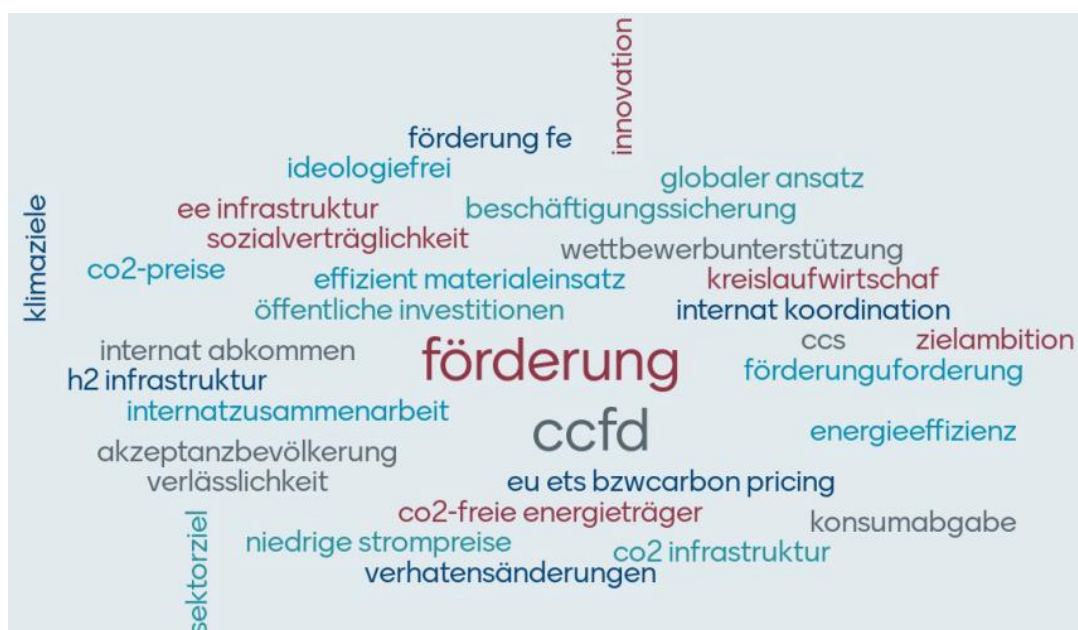 innovation
förderung fe
ideologiefrei
globaler ansatz
klimaziele
ee infrastruktur
beschäftigungssicherung
sozialverträglichkeit
wettbewerbunterstützung
co2-preise
effizient materialeinsatz
kreislaufwirtschaf
öffentliche investitionen
internat koordination
internat abkommen
förderung
ccs
zielambition
h2 infrastruktur
förderunguforderung
internatzusammenarbeit
ccfd
energieeffizienz
akzeptanzbevölkerung
verlässlichkeit
eu ets bzwcarbon pricing
co2-freie energieträger
konsumabgabe
sektorziel
niedrige strompreise
co2 infrastruktur
verhatensänderungen